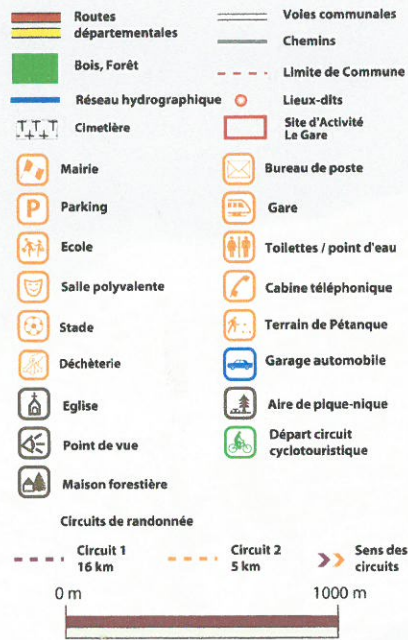 Routes
départementales
Bois, Forêt
Réseau hydrographique
Cimetière
Mairie
P
Parking
Ecole
Salle polyvalente
Stade
Déchèterie
Eglise
Point de vue
Maison forestière
Voies communales
Chemins
Limite de Commune
Lieux-dits
Site d'Activité
Le Gare
Bureau de poste
Gare
Toilettes / point d'eau
Cabine téléphonique
Terrain de Pétanque
Garage automobile
Aire de pique-nique
Départ circuit
cyclotouristique
Circuits de randonnée
Circuit 1
16 km
Circuit 2
5 km
Sens des
circuits
0 m
1000 m